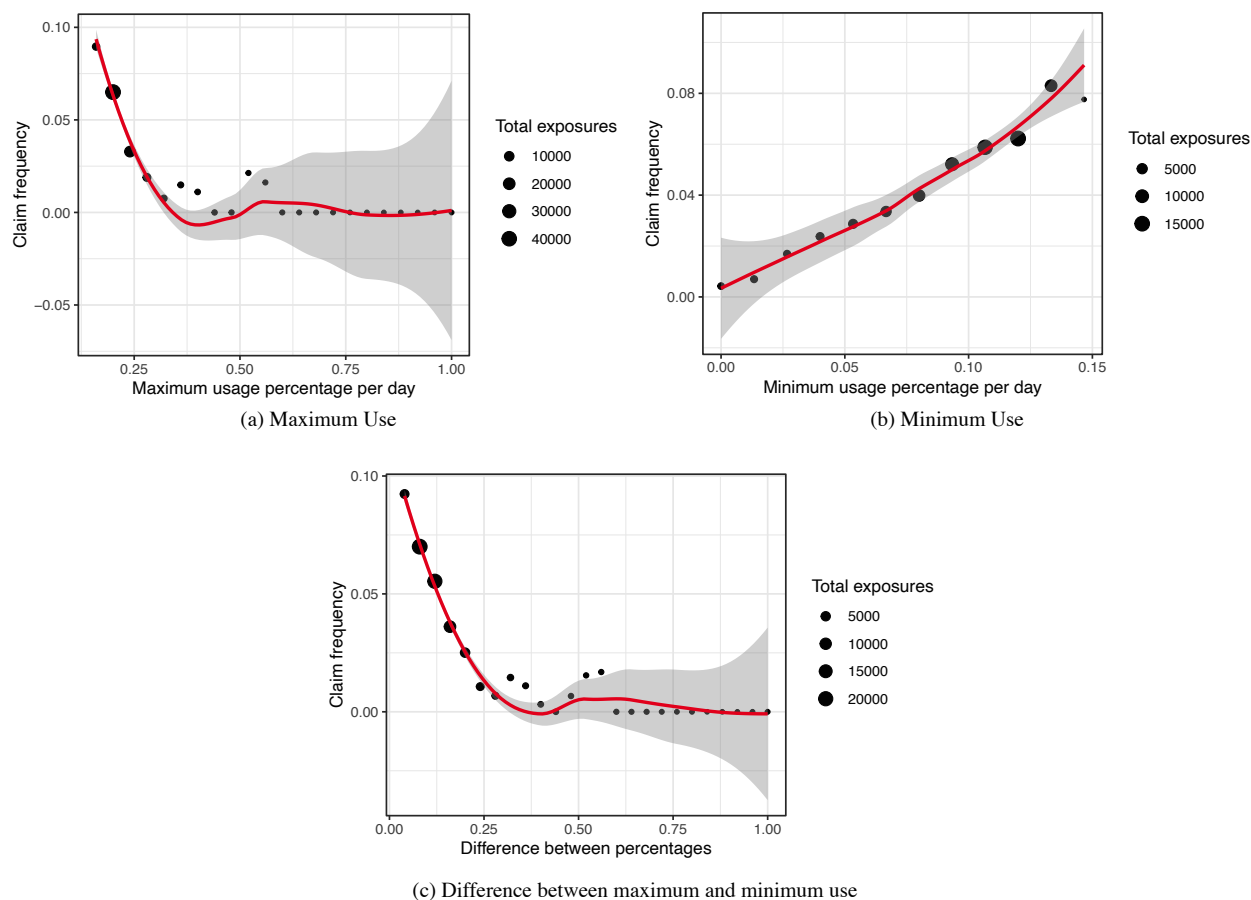 0.10
0.05
0.00
−0.05
Claim frequency
0.25
0.50
0.75
1.00
Maximum usage percentage per day
Total exposures
10000
20000
30000
40000
(a) Maximum Use
0.08
0.04
0.00
Claim frequency
0.00
0.05
0.10
0.15
Minimum usage percentage per day
Total exposures
5000
10000
15000
(b) Minimum Use
0.10
0.05
0.00
Claim frequency
0.00
0.25
0.50
0.75
1.00
Difference between percentages
Total exposures
5000
10000
15000
20000
(c) Difference between maximum and minimum use